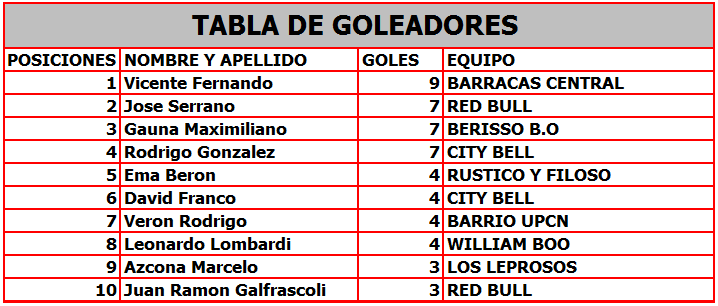 TABLA DE GOLEADORES
POSICIONES NOMBRE Y APELLIDO GOLES EQUIPO
1 Vicente Fernando 9 BARRACAS CENTRAL
2 Jose Serrano 7 RED BULL
3 Gauna Maximiliano 7 BERISSO B.O
4 Rodrigo Gonzalez 7 CITY BELL
5 Ema Beron 4 RUSTICO Y FILOSO
6 David Franco 4 CITY BELL
7 Veron Rodrigo 4 BARRIO UPCN
8 Leonardo Lombardi 4 WILLIAM BOO
9 Azcona Marcelo 3 LOS LEPROSOS
10 Juan Ramon Galfrascoli 3 RED BULL